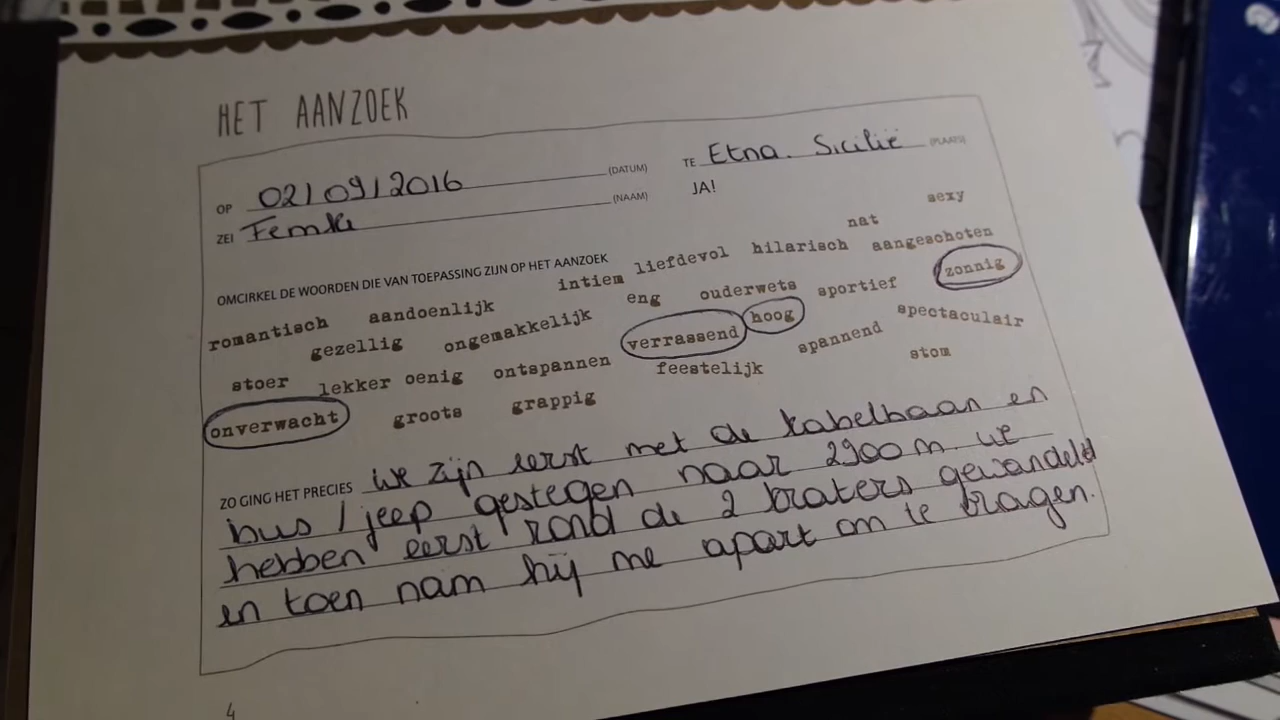 HET AANZOEK
OP 02/09/2016 (DATUM) TE Etna. Sicilië (PLAATS)
ZEI Femke (NAAM) JA!
OMCIRKEL DE WOORDEN DIE VAN TOEPASSING ZIJN OP HET AANZOEK
intiem liefdevol hilarisch nat sexy
aangeschoten
romantisch aandoenlijk eng ouderwets sportief zonnig
gezellig ongemakkelijk verrassend hoog spannend spectaculair
stoer lekker oenig ontspannen feestelijk stom
onverwacht groots grappig
ZO GING HET PRECIES We zijn eerst met de kabelbaan en
bus / jeep gestegen naar 2900 m we
hebben eerst rond de 2 kraters gewandeld
en toen nam hij me apart om te vragen.
4